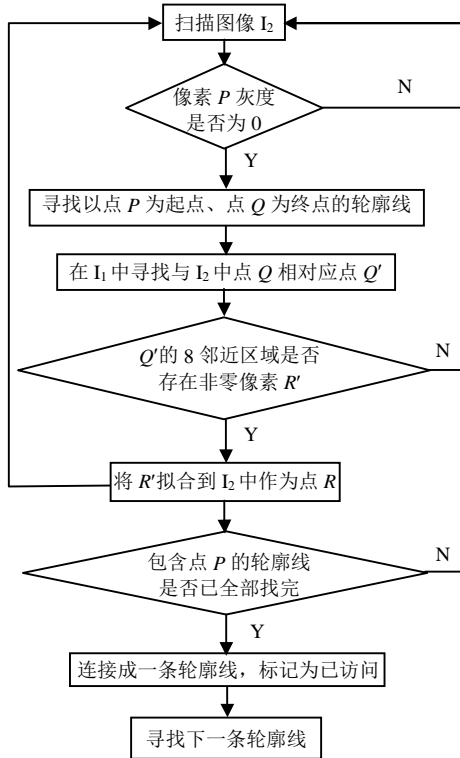 扫描图像 I₂
像素 P 灰度
是否为 0
N
Y
寻找以点 P 为起点、点 Q 为终点的轮廓线
在 I₁ 中寻找与 I₂ 中点 Q 相对应点 Q′
Q′的 8 邻近区域是否
存在非零像素 R′
N
Y
将 R′拟合到 I₂ 中作为点 R
包含点 P 的轮廓线
是否已全部找完
N
Y
连接成一条轮廓线，标记为已访问
寻找下一条轮廓线